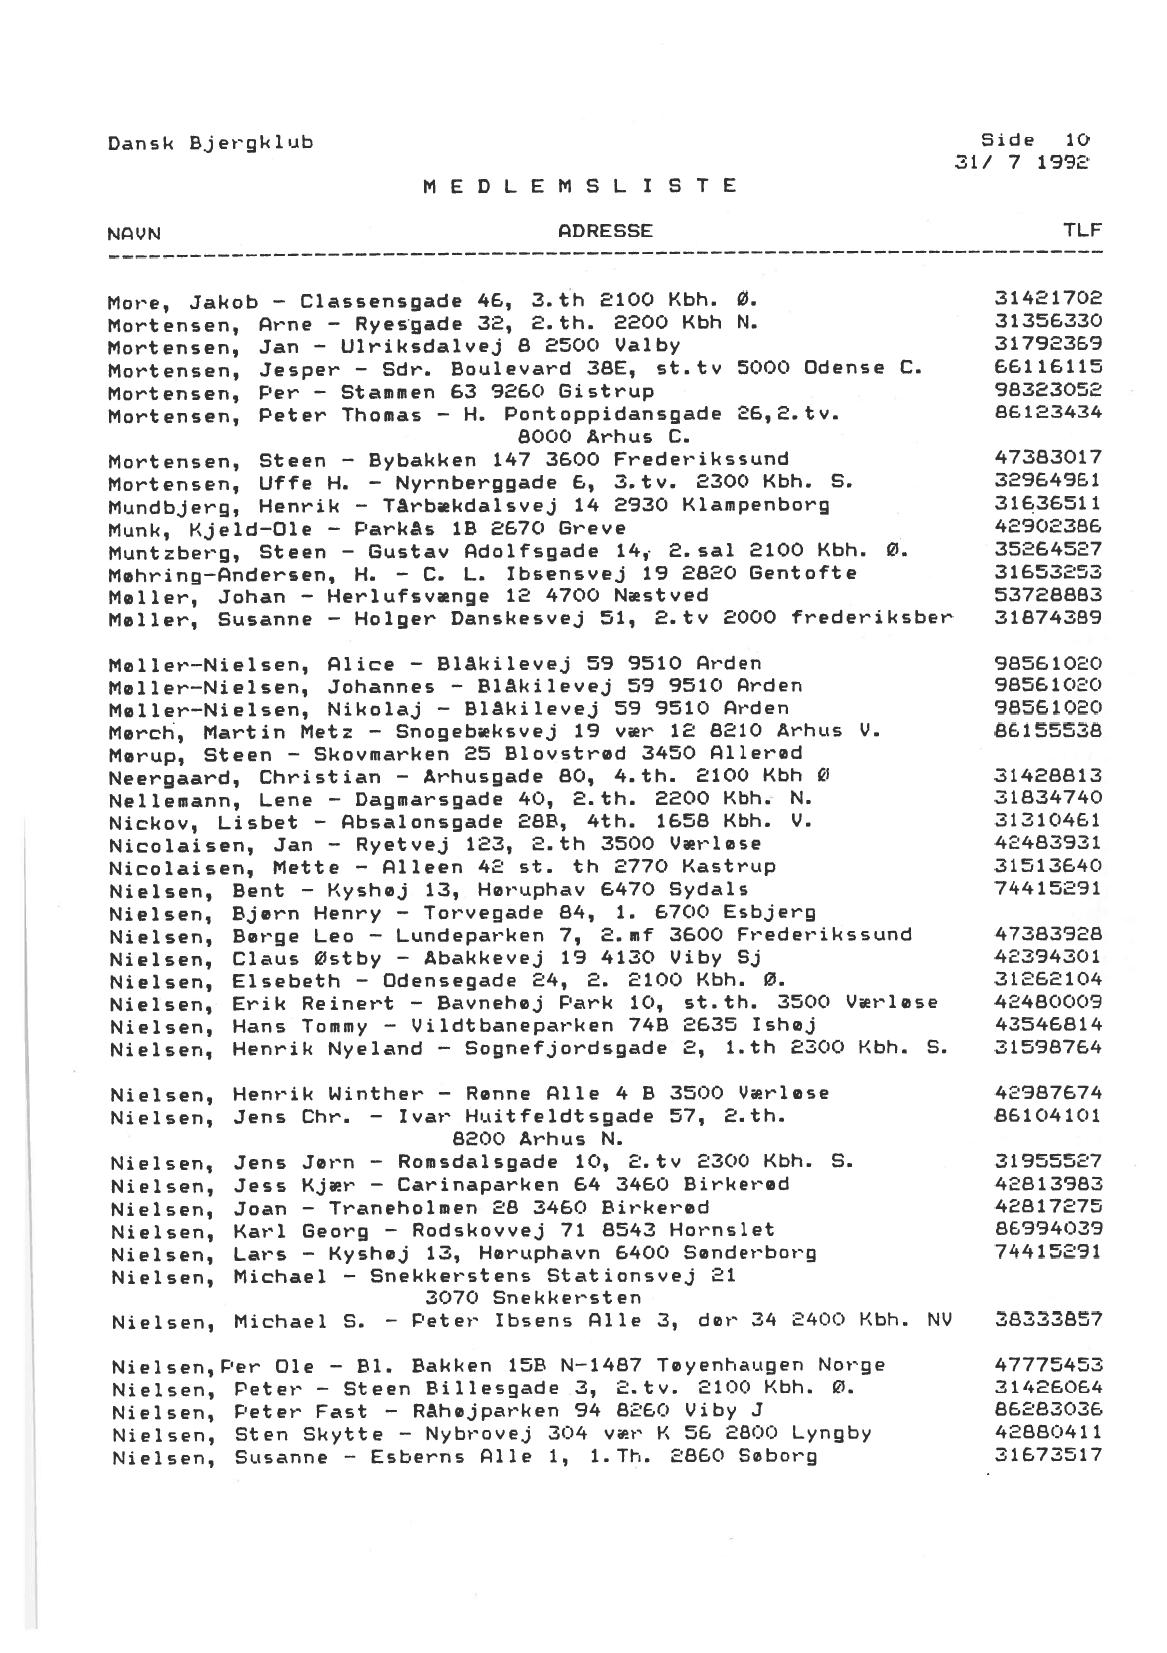 Dansk Bjergklub Side 10
31/ 7 1992
M E D L E M S L I S T E
NAVN ADRESSE TLF
-------------------------------------------------------------------------
More, Jakob - Classensgade 46, 3.th 2100 Kbh. Ø. 31421702
Mortensen, Arne - Ryesgade 32, 2.th. 2200 Kbh N. 31356330
Mortensen, Jan - Ulriksdalvej 8 2500 Valby 31792369
Mortensen, Jesper - Sdr. Boulevard 38E, st.tv 5000 Odense C. 66116115
Mortensen, Per - Stammen 63 9260 Gistrup 98323052
Mortensen, Peter Thomas - H. Pontoppidansgade 26,2.tv. 86123434
8000 Arhus C.
Mortensen, Steen - Bybakken 147 3600 Frederikssund 47383017
Mortensen, Uffe H. - Nyrnberggade 6, 3.tv. 2300 Kbh. S. 32964961
Mundbjerg, Henrik - Tårbækdalsvej 14 2930 Klampenborg 31636511
Munk, Kjeld-Ole - Parkås 1B 2670 Greve 42902386
Muntzberg, Steen - Gustav Adolfsgade 14, 2.sal 2100 Kbh. Ø. 35264527
Møhring-Andersen, H. - C. L. Ibsensvej 19 2820 Gentofte 31653253
Møller, Johan - Herlufsvænge 12 4700 Næstved 53728883
Møller, Susanne - Holger Danskesvej 51, 2.tv 2000 frederiksber 31874389
Møller-Nielsen, Alice - Blåkilevej 59 9510 Arden 98561020
Møller-Nielsen, Johannes - Blåkilevej 59 9510 Arden 98561020
Møller-Nielsen, Nikolaj - Blåkilevej 59 9510 Arden 98561020
Mørch, Martin Metz - Snogebæksvej 19 vær 12 8210 Arhus V. 86155538
Mørup, Steen - Skovmarken 25 Blovstrød 3450 Allerød
Neergaard, Christian - Arhusgade 80, 4.th. 2100 Kbh Ø 31428813
Nellemann, Lene - Dagmarsgade 40, 2.th. 2200 Kbh. N. 31834740
Nickov, Lisbet - Absalonsgade 28B, 4th. 1658 Kbh. V. 31310461
Nicolaisen, Jan - Ryetvej 123, 2.th 3500 Værløse 42483931
Nicolaisen, Mette - Alleen 42 st. th 2770 Kastrup 31513640
Nielsen, Bent - Kyshøj 13, Høruphav 6470 Sydals 74415291
Nielsen, Bjørn Henry - Torvegade 84, 1. 6700 Esbjerg
Nielsen, Børge Leo - Lundeparken 7, 2.mf 3600 Frederikssund 47383928
Nielsen, Claus Østby - Abakkevej 19 4130 Viby Sj 42394301
Nielsen, Elsebeth - Odensegade 24, 2. 2100 Kbh. Ø. 31262104
Nielsen, Erik Reinert - Bavnehøj Park 10, st.th. 3500 Værløse 42480009
Nielsen, Hans Tommy - Vildtbaneparken 74B 2635 Ishøj 43546814
Nielsen, Henrik Nyeland - Sognefjordsgade 2, 1.th 2300 Kbh. S. 31598764
Nielsen, Henrik Winther - Rønne Alle 4 B 3500 Værløse 42987674
Nielsen, Jens Chr. - Ivar Huitfeldtsgade 57, 2.th. 86104101
8200 Arhus N.
Nielsen, Jens Jørn - Romsdalsgade 10, 2.tv 2300 Kbh. S. 31955527
Nielsen, Jess Kjær - Carinaparken 64 3460 Birkerød 42813983
Nielsen, Joan - Traneholmen 28 3460 Birkerød 42817275
Nielsen, Karl Georg - Rodskovvej 71 8543 Hornslet 86994039
Nielsen, Lars - Kyshøj 13, Høruphavn 6400 Sønderborg 74415291
Nielsen, Michael - Snekkerstens Stationsvej 21
3070 Snekkersten
Nielsen, Michael S. - Peter Ibsens Alle 3, dør 34 2400 Kbh. NV 38333857
Nielsen,Per Ole - Bl. Bakken 15B N-1487 Tøyenhaugen Norge 47775453
Nielsen, Peter - Steen Billesgade 3, 2.tv. 2100 Kbh. Ø. 31426064
Nielsen, Peter Fast - Råhøjparken 94 8260 Viby J 86283036
Nielsen, Sten Skytte - Nybrovej 304 vær K 56 2800 Lyngby 42880411
Nielsen, Susanne - Esberns Alle 1, 1.Th. 2860 Søborg 31673517